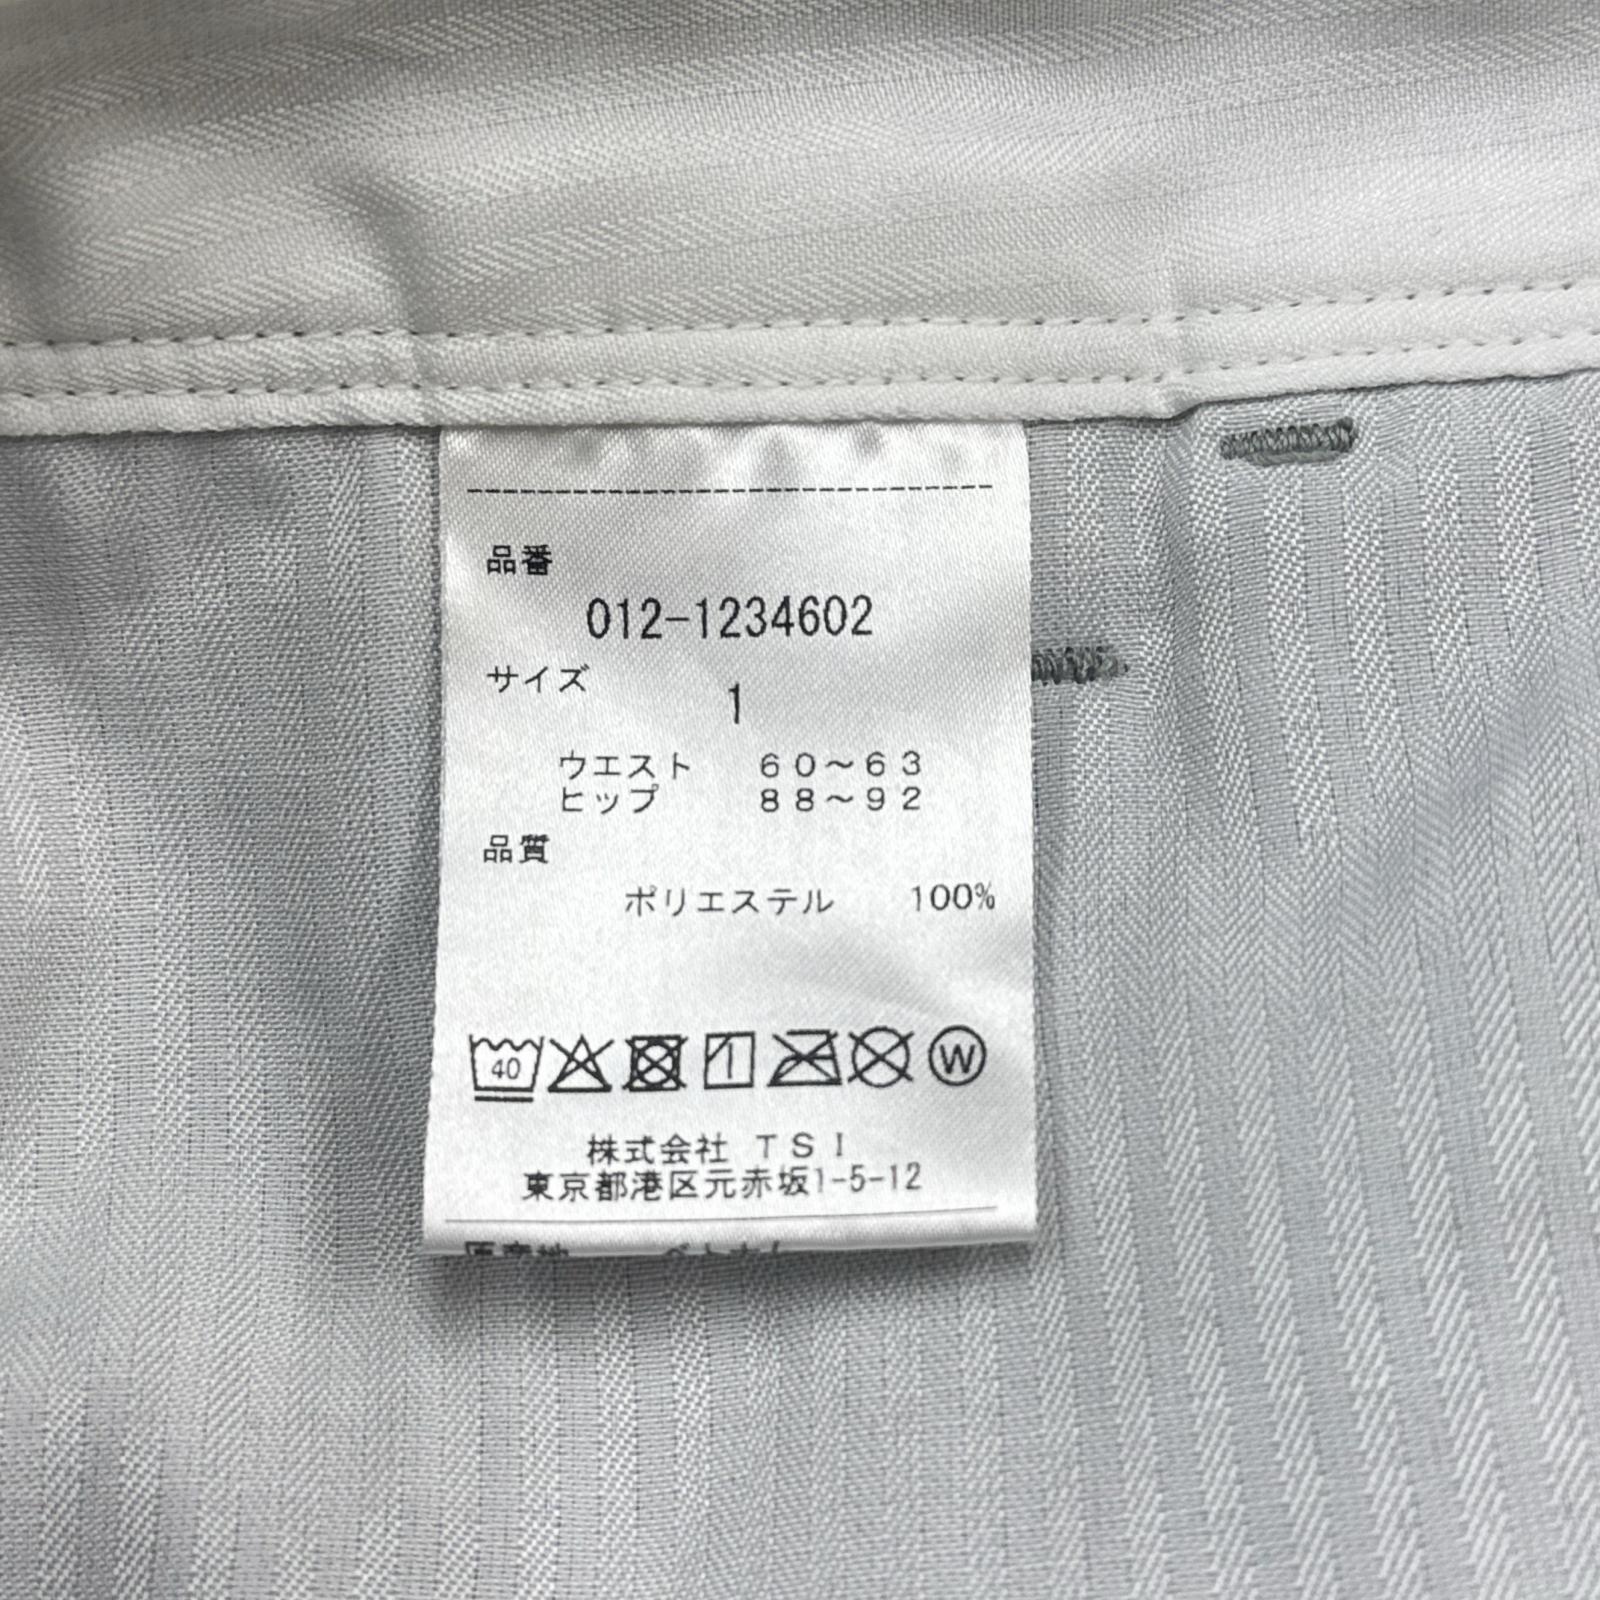 品番
012-1234602
サイズ
1
ウエスト 60〜63
ヒップ 88〜92
品質
ポリエステル 100%
40
W
株式会社 TSI
東京都港区元赤坂1-5-12